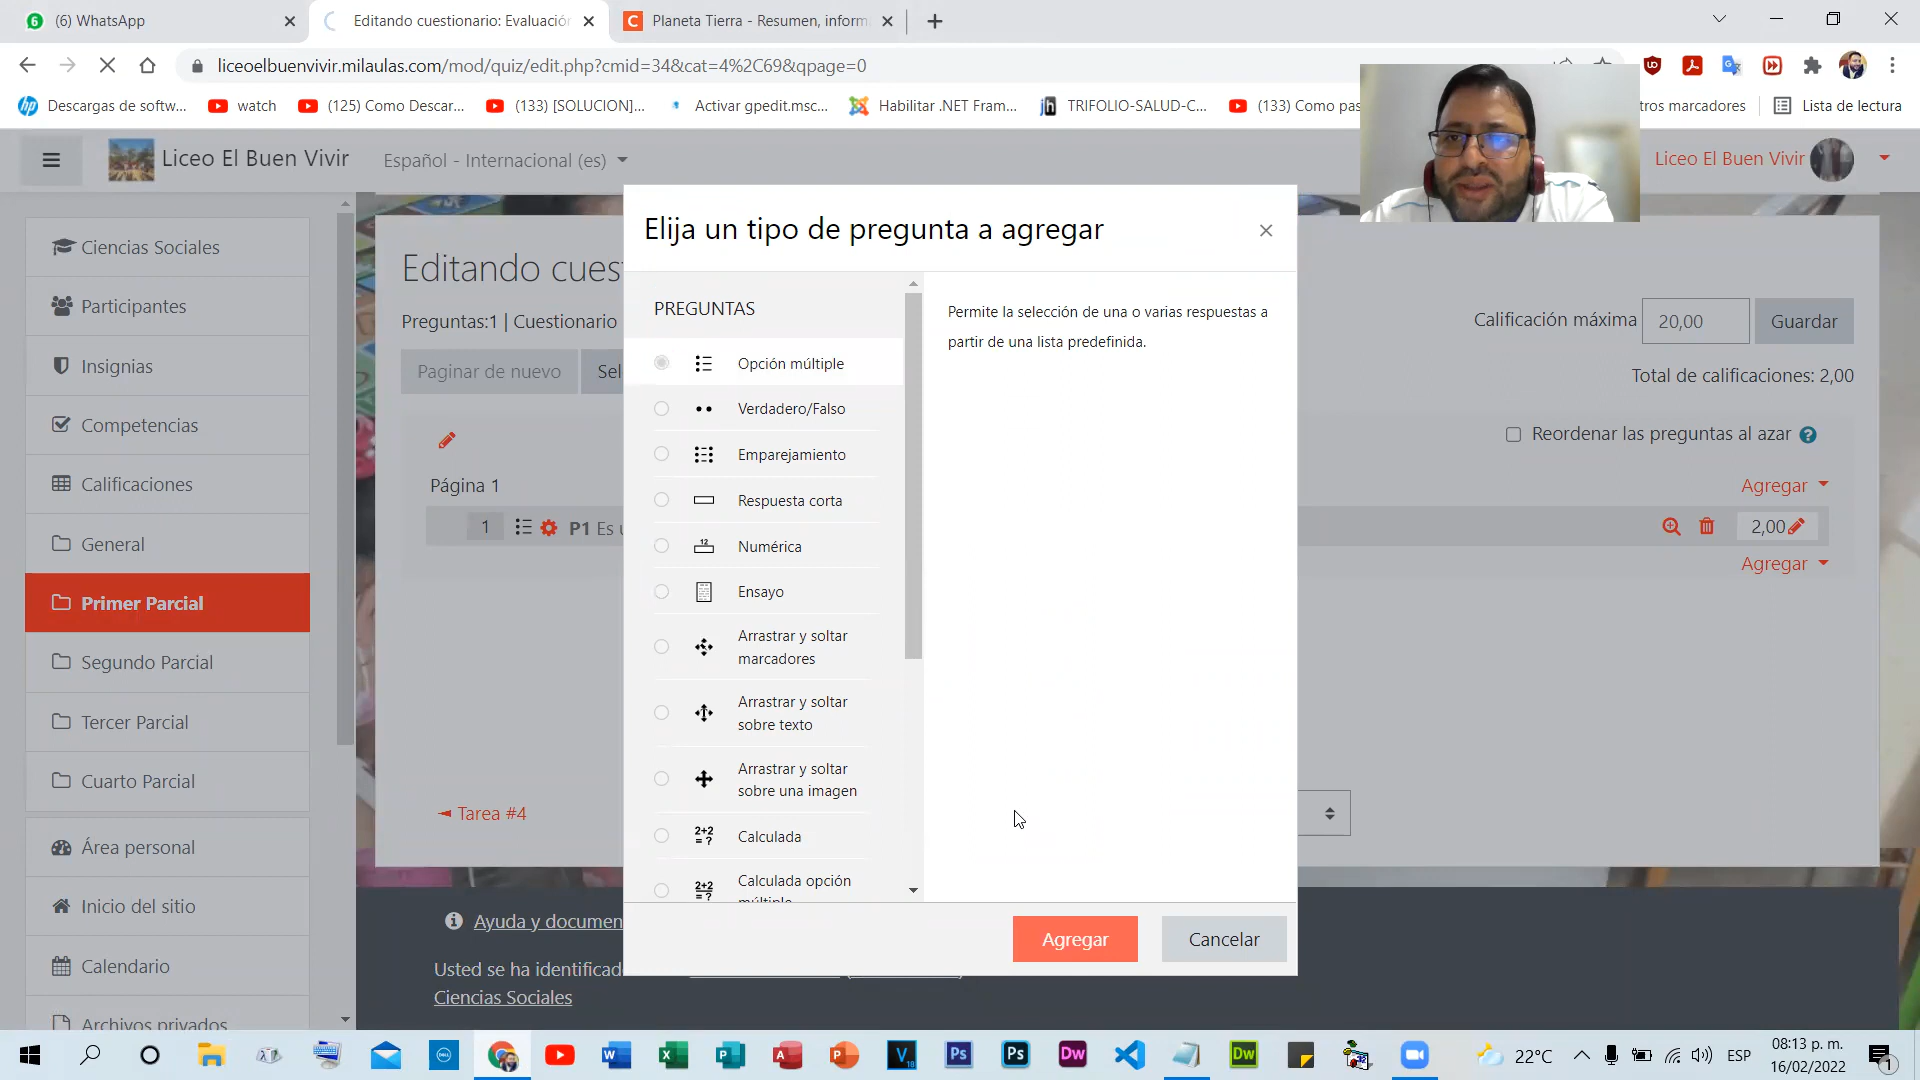 (6) WhatsApp
Editando cuestionario: Evaluación
Planeta Tierra - Resumen, inform
liceoelbuenvivir.milaulas.com/mod/quiz/edit.php?cmid=34&cat=4%2C69&qpage=0
Descargas de softw...
watch
(125) Como Descar...
(133) [SOLUCION]...
Activar gpedit.msc...
Habilitar .NET Fram...
TRIFOLIO-SALUD-C...
(133) Como pas
tros marcadores
Lista de lectura
Liceo El Buen Vivir
Español - Internacional (es)
Liceo El Buen Vivir
Ciencias Sociales
Participantes
Insignias
Competencias
Calificaciones
General
Primer Parcial
Segundo Parcial
Tercer Parcial
Cuarto Parcial
Área personal
Inicio del sitio
Calendario
Archivos privados
Editando cues
Preguntas:1 | Cuestionario
Paginar de nuevo
Sel
Calificación máxima
20,00
Guardar
Total de calificaciones: 2,00
Reordenar las preguntas al azar
Página 1
Agregar
1
P1 Es u
2,00
Agregar
◄ Tarea #4
Elija un tipo de pregunta a agregar
PREGUNTAS
Opción múltiple
Verdadero/Falso
Emparejamiento
Respuesta corta
Numérica
Ensayo
Arrastrar y soltar
marcadores
Arrastrar y soltar
sobre texto
Arrastrar y soltar
sobre una imagen
Calculada
Calculada opción
múltiple
Permite la selección de una o varias respuestas a
partir de una lista predefinida.
Agregar
Cancelar
Ayuda y documen
Usted se ha identificad
Ciencias Sociales
22°C
ESP
08:13 p. m.
16/02/2022
1